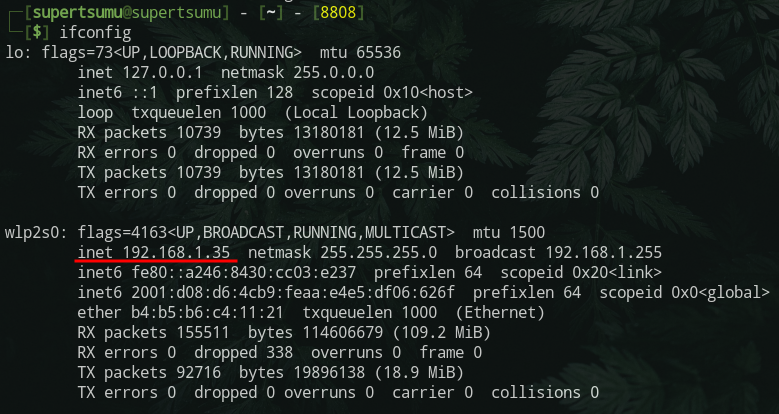 [supertsumu@supertsumu] - [~] - [8808]
[$] ifconfig
lo: flags=73<UP,LOOPBACK,RUNNING>  mtu 65536
inet 127.0.0.1  netmask 255.0.0.0
inet6 ::1  prefixlen 128  scopeid 0x10<host>
loop  txqueuelen 1000  (Local Loopback)
RX packets 10739  bytes 13180181 (12.5 MiB)
RX errors 0  dropped 0  overruns 0  frame 0
TX packets 10739  bytes 13180181 (12.5 MiB)
TX errors 0  dropped 0 overruns 0  carrier 0  collisions 0
wlp2s0: flags=4163<UP,BROADCAST,RUNNING,MULTICAST>  mtu 1500
inet 192.168.1.35  netmask 255.255.255.0  broadcast 192.168.1.255
inet6 fe80::a246:8430:cc03:e237  prefixlen 64  scopeid 0x20<link>
inet6 2001:d08:d6:4cb9:feaa:e4e5:df06:626f  prefixlen 64  scopeid 0x0<global>
ether b4:b5:b6:c4:11:21  txqueuelen 1000  (Ethernet)
RX packets 155511  bytes 114606679 (109.2 MiB)
RX errors 0  dropped 338  overruns 0  frame 0
TX packets 92716  bytes 19896138 (18.9 MiB)
TX errors 0  dropped 0 overruns 0  carrier 0  collisions 0